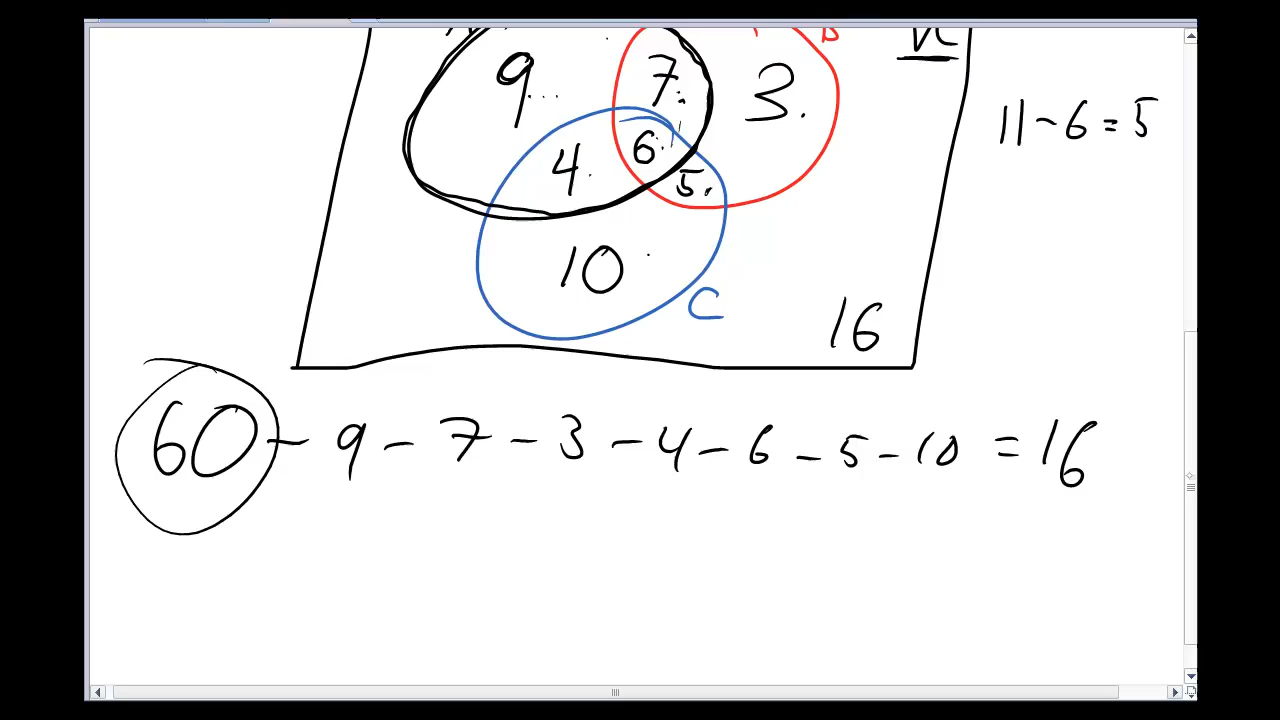 9 7 3
11 - 6 = 5
4 6 5
10
C
16
60 - 9 - 7 - 3 - 4 - 6 - 5 - 10 = 16